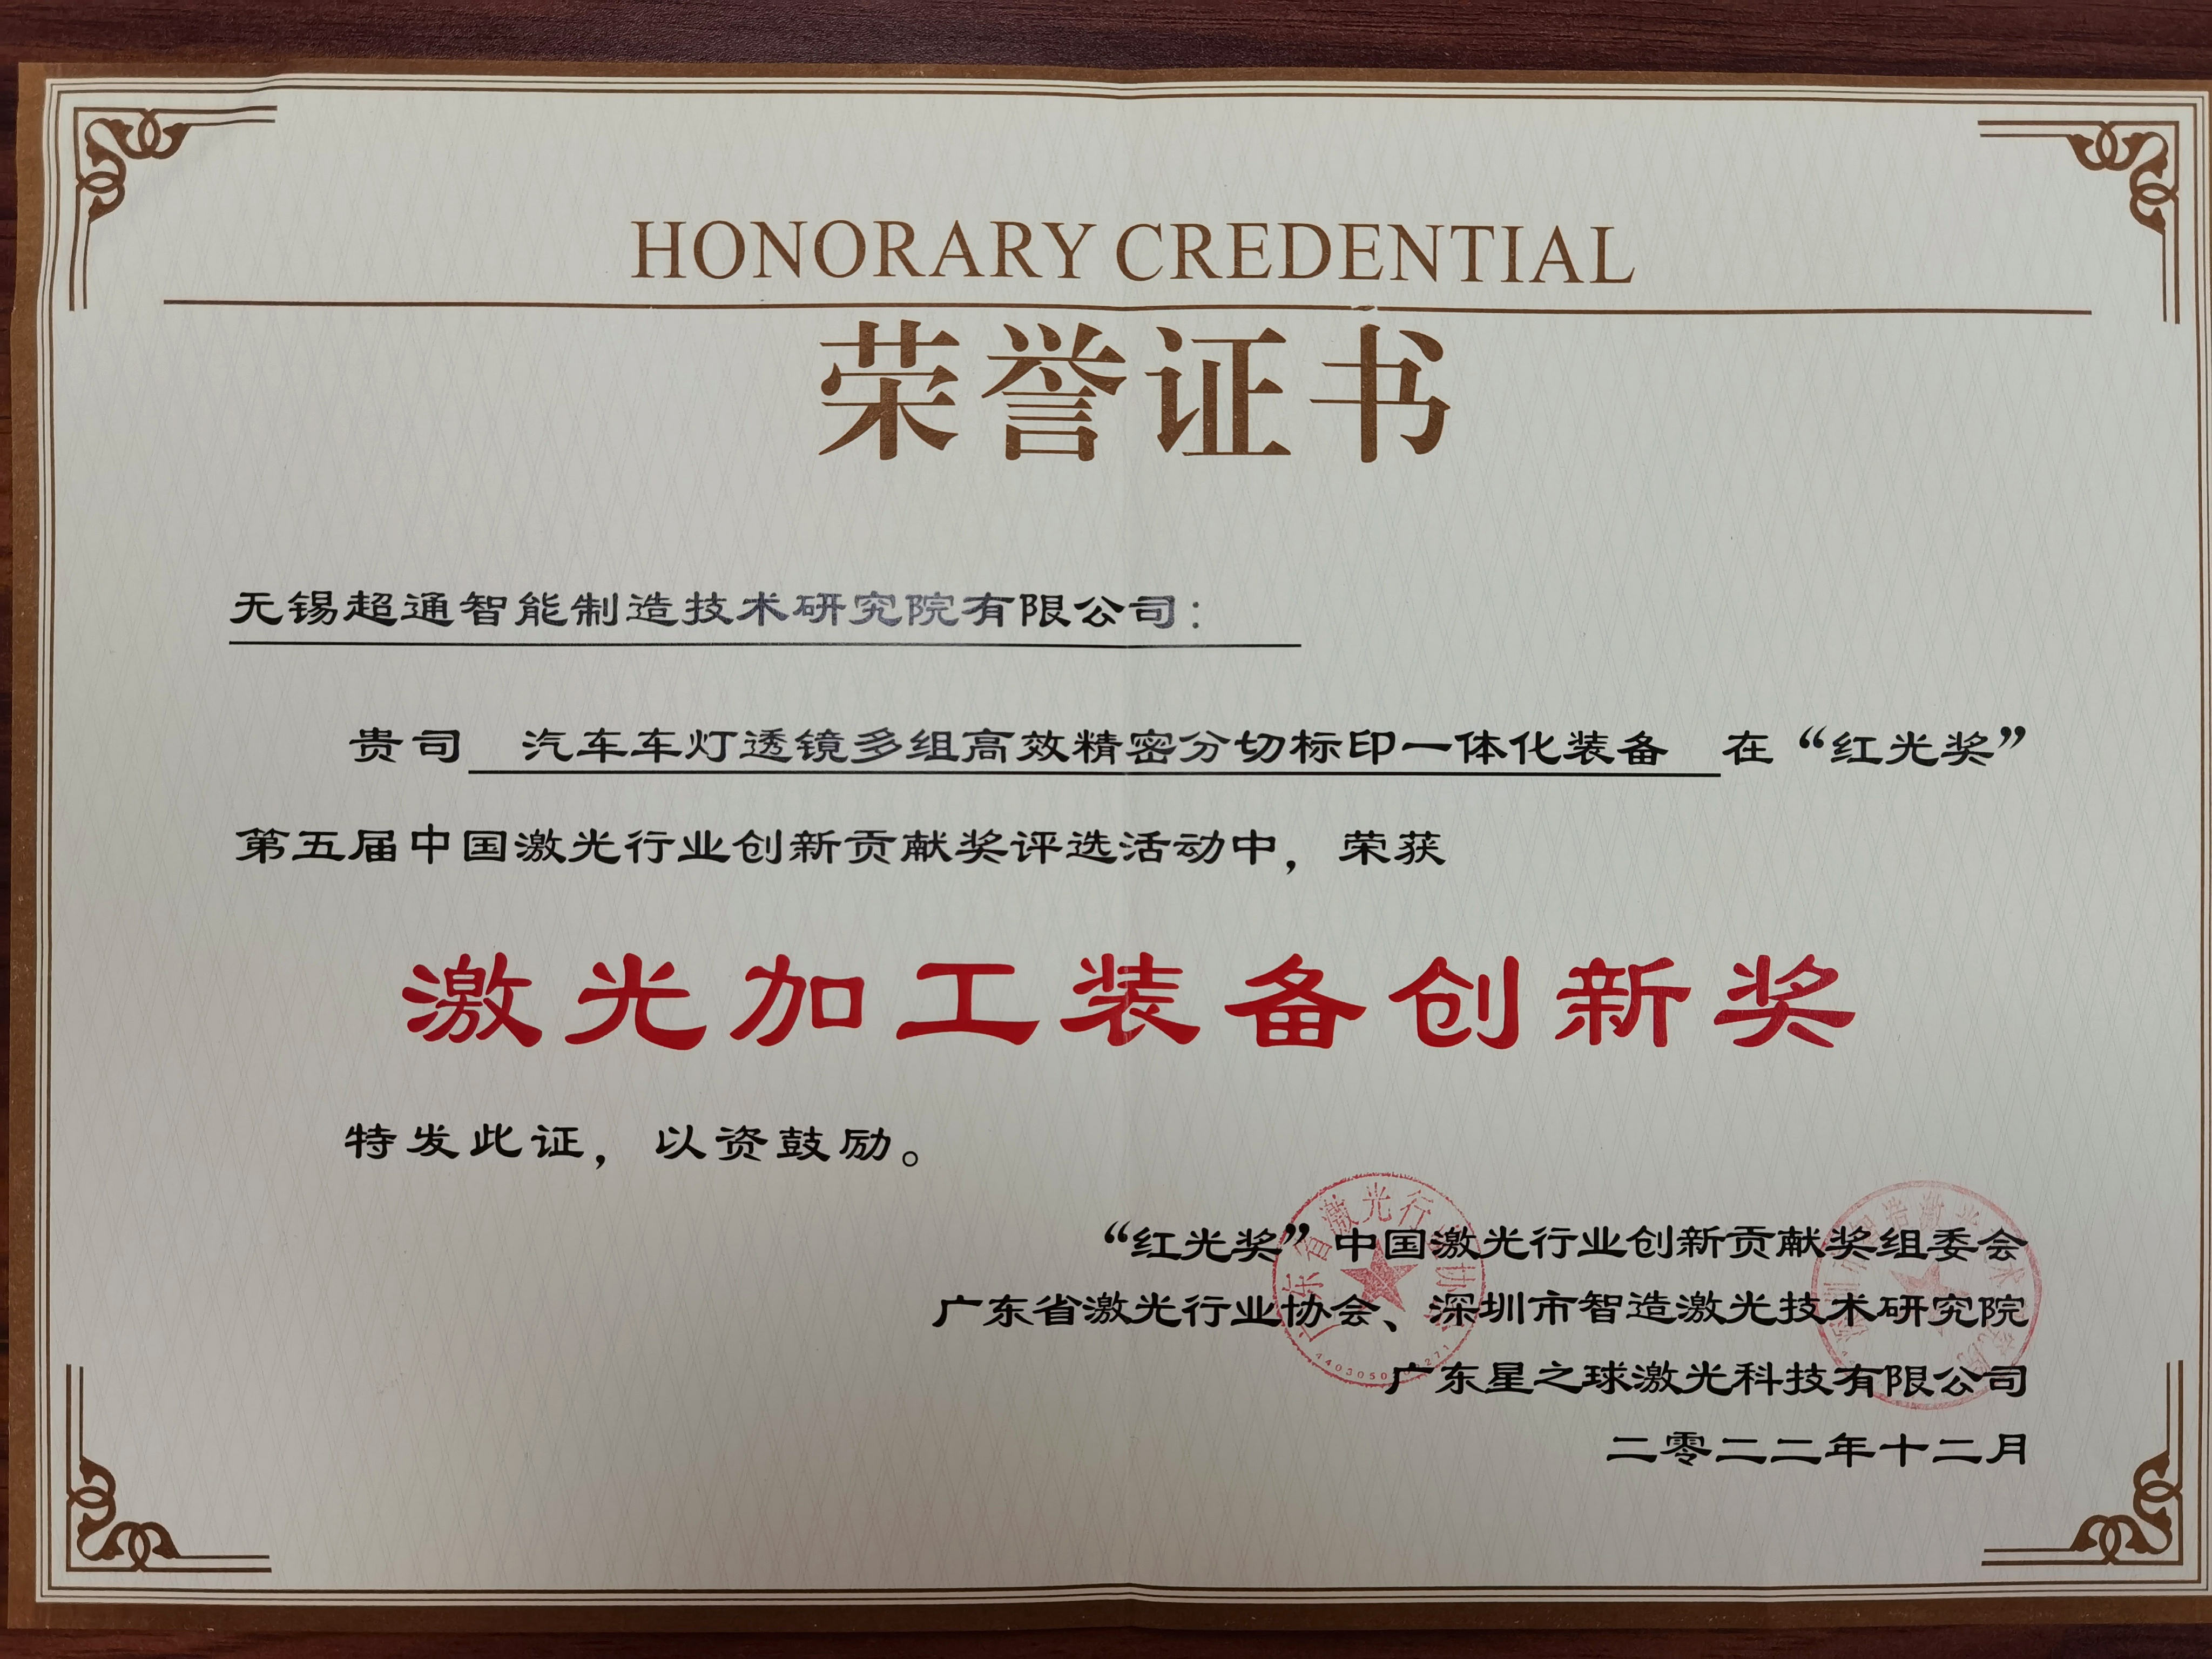 HONORARY CREDENTIAL
荣誉证书
无锡超通智能制造技术研究院有限公司：
贵司 汽车车灯透镜多组高效精密分切标印一体化装备 在“红光奖”
第五届中国激光行业创新贡献奖评选活动中，荣获
激光加工装备创新奖
特发此证，以资鼓励。
“红光奖”中国激光行业创新贡献奖组委会
广东省激光行业协会、深圳市智造激光技术研究院
广东星之球激光科技有限公司
二零二二年十二月